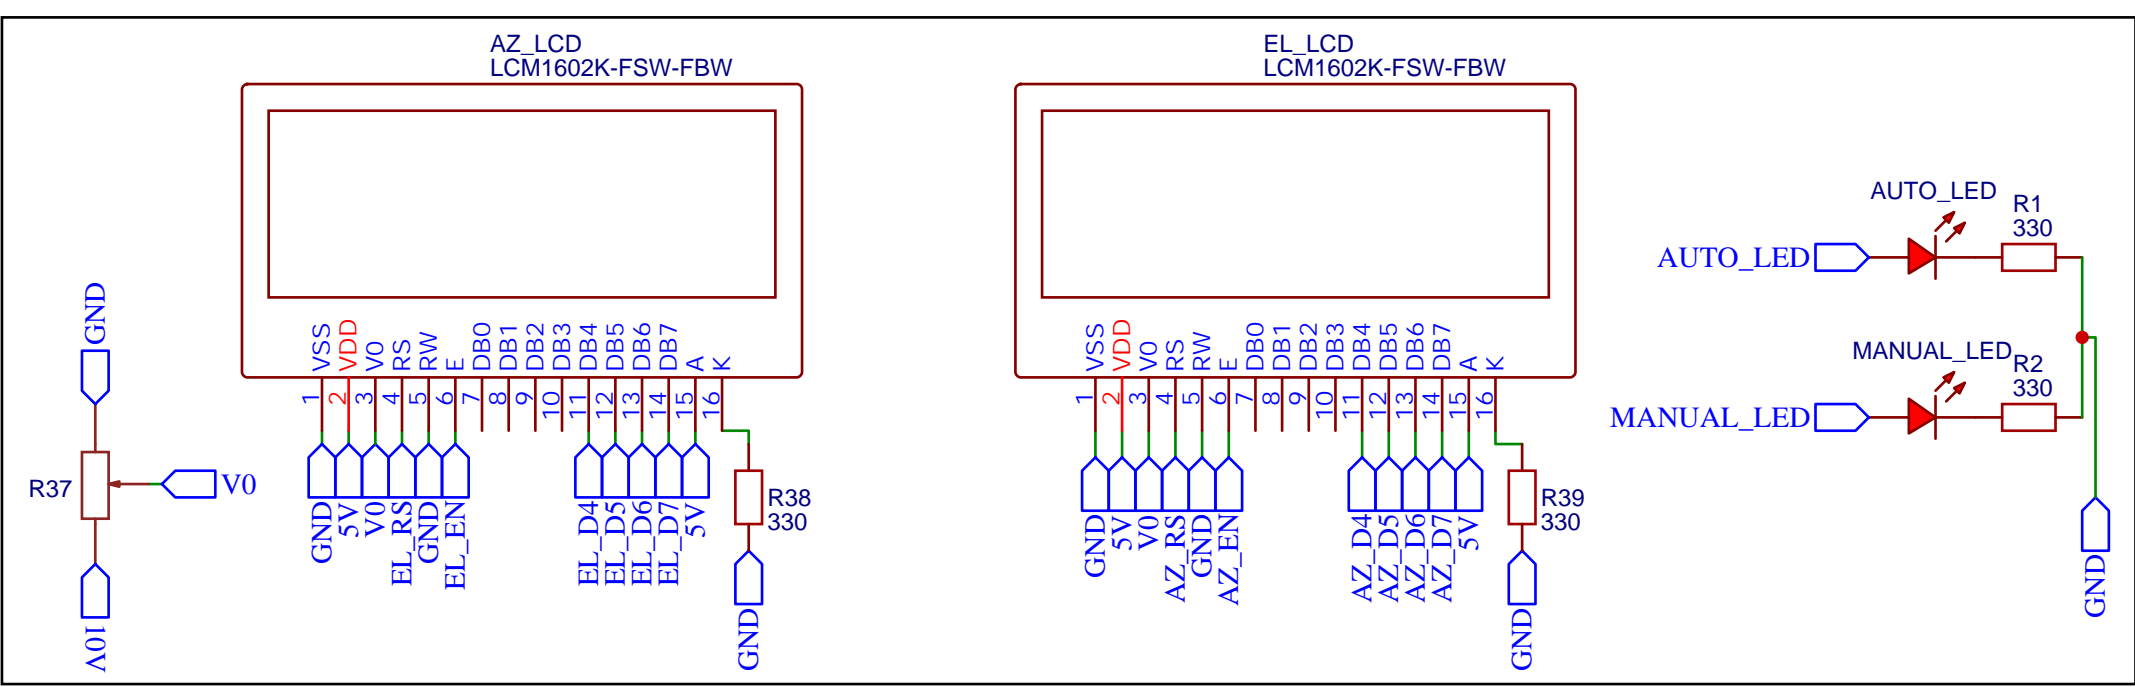 AZ_LCD
LCM1602K-FSW-FBW
VSS
VDD
V0
RS
RW
E
DB0
DB1
DB2
DB3
DB4
DB5
DB6
DB7
A
K
1
2
3
4
5
6
7
8
9
10
11
12
13
14
15
16
GND
5V
V0
EL_RS
GND
EL_EN
EL_D4
EL_D5
EL_D6
EL_D7
5V
R38
330
GND
GND
R37
V0
10V
EL_LCD
LCM1602K-FSW-FBW
VSS
VDD
V0
RS
RW
E
DB0
DB1
DB2
DB3
DB4
DB5
DB6
DB7
A
K
1
2
3
4
5
6
7
8
9
10
11
12
13
14
15
16
GND
5V
V0
AZ_RS
GND
AZ_EN
AZ_D4
AZ_D5
AZ_D6
AZ_D7
5V
R39
330
GND
AUTO_LED
R1
330
AUTO_LED
MANUAL_LED
R2
330
MANUAL_LED
GND